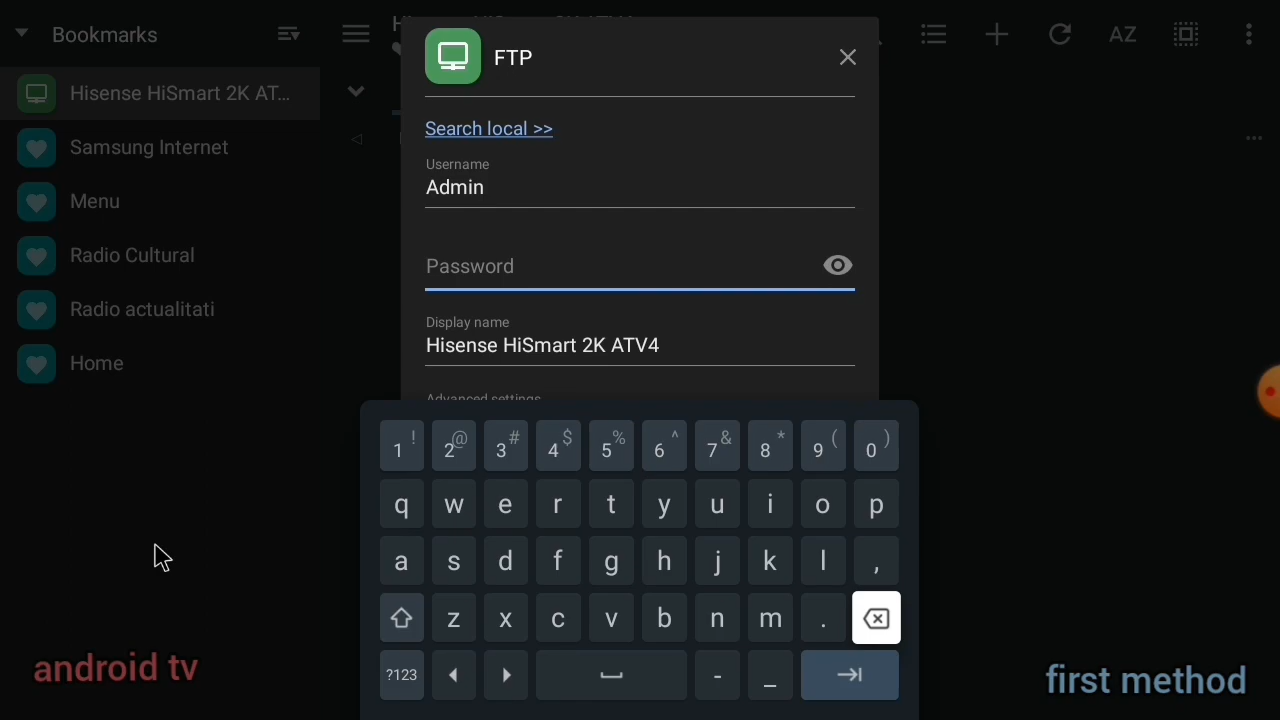 Bookmarks
AZ
FTP
Hisense HiSmart 2K AT...
Samsung Internet
Menu
Radio Cultural
Radio actualitati
Home
Search local >>
Username
Admin
Password
Display name
Hisense HiSmart 2K ATV4
Advanced settings
1 ! 2 @ 3 # 4 $ 5 % 6 ^ 7 & 8 * 9 ( 0 )
q w e r t y u i o p
a s d f g h j k l ,
z x c v b n m .
?123 - _
android tv
first method